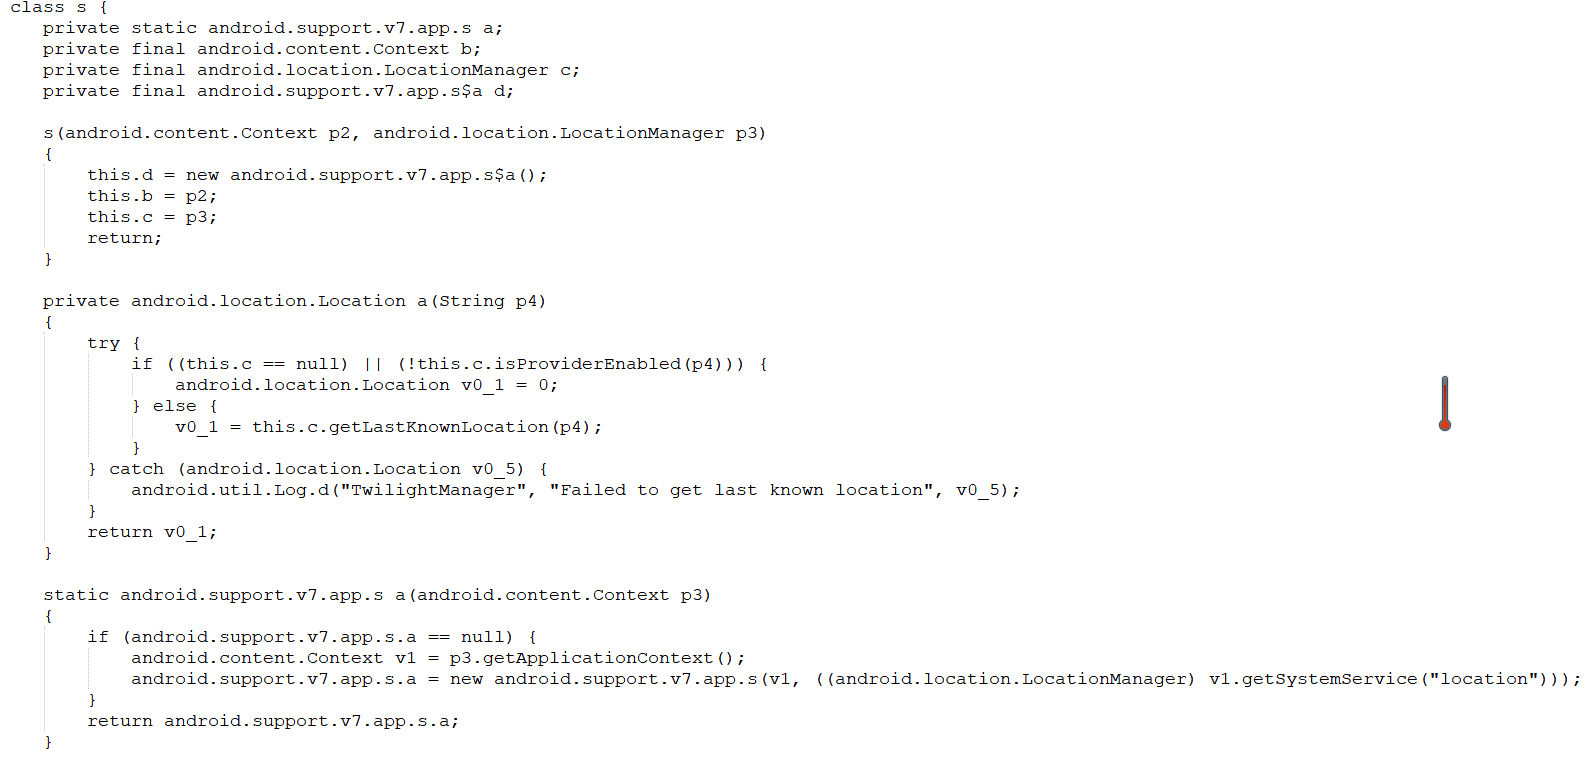 class s {
private static android.support.v7.app.s a;
private final android.content.Context b;
private final android.location.LocationManager c;
private final android.support.v7.app.s$a d;
s(android.content.Context p2, android.location.LocationManager p3)
{
this.d = new android.support.v7.app.s$a();
this.b = p2;
this.c = p3;
return;
}
private android.location.Location a(String p4)
{
try {
if ((this.c == null) || (!this.c.isProviderEnabled(p4))) {
android.location.Location v0_1 = 0;
} else {
v0_1 = this.c.getLastKnownLocation(p4);
}
} catch (android.location.Location v0_5) {
android.util.Log.d("TwilightManager", "Failed to get last known location", v0_5);
}
return v0_1;
}
static android.support.v7.app.s a(android.content.Context p3)
{
if (android.support.v7.app.s.a == null) {
android.content.Context v1 = p3.getApplicationContext();
android.support.v7.app.s.a = new android.support.v7.app.s(v1, ((android.location.LocationManager) v1.getSystemService("location")));
}
return android.support.v7.app.s.a;
}